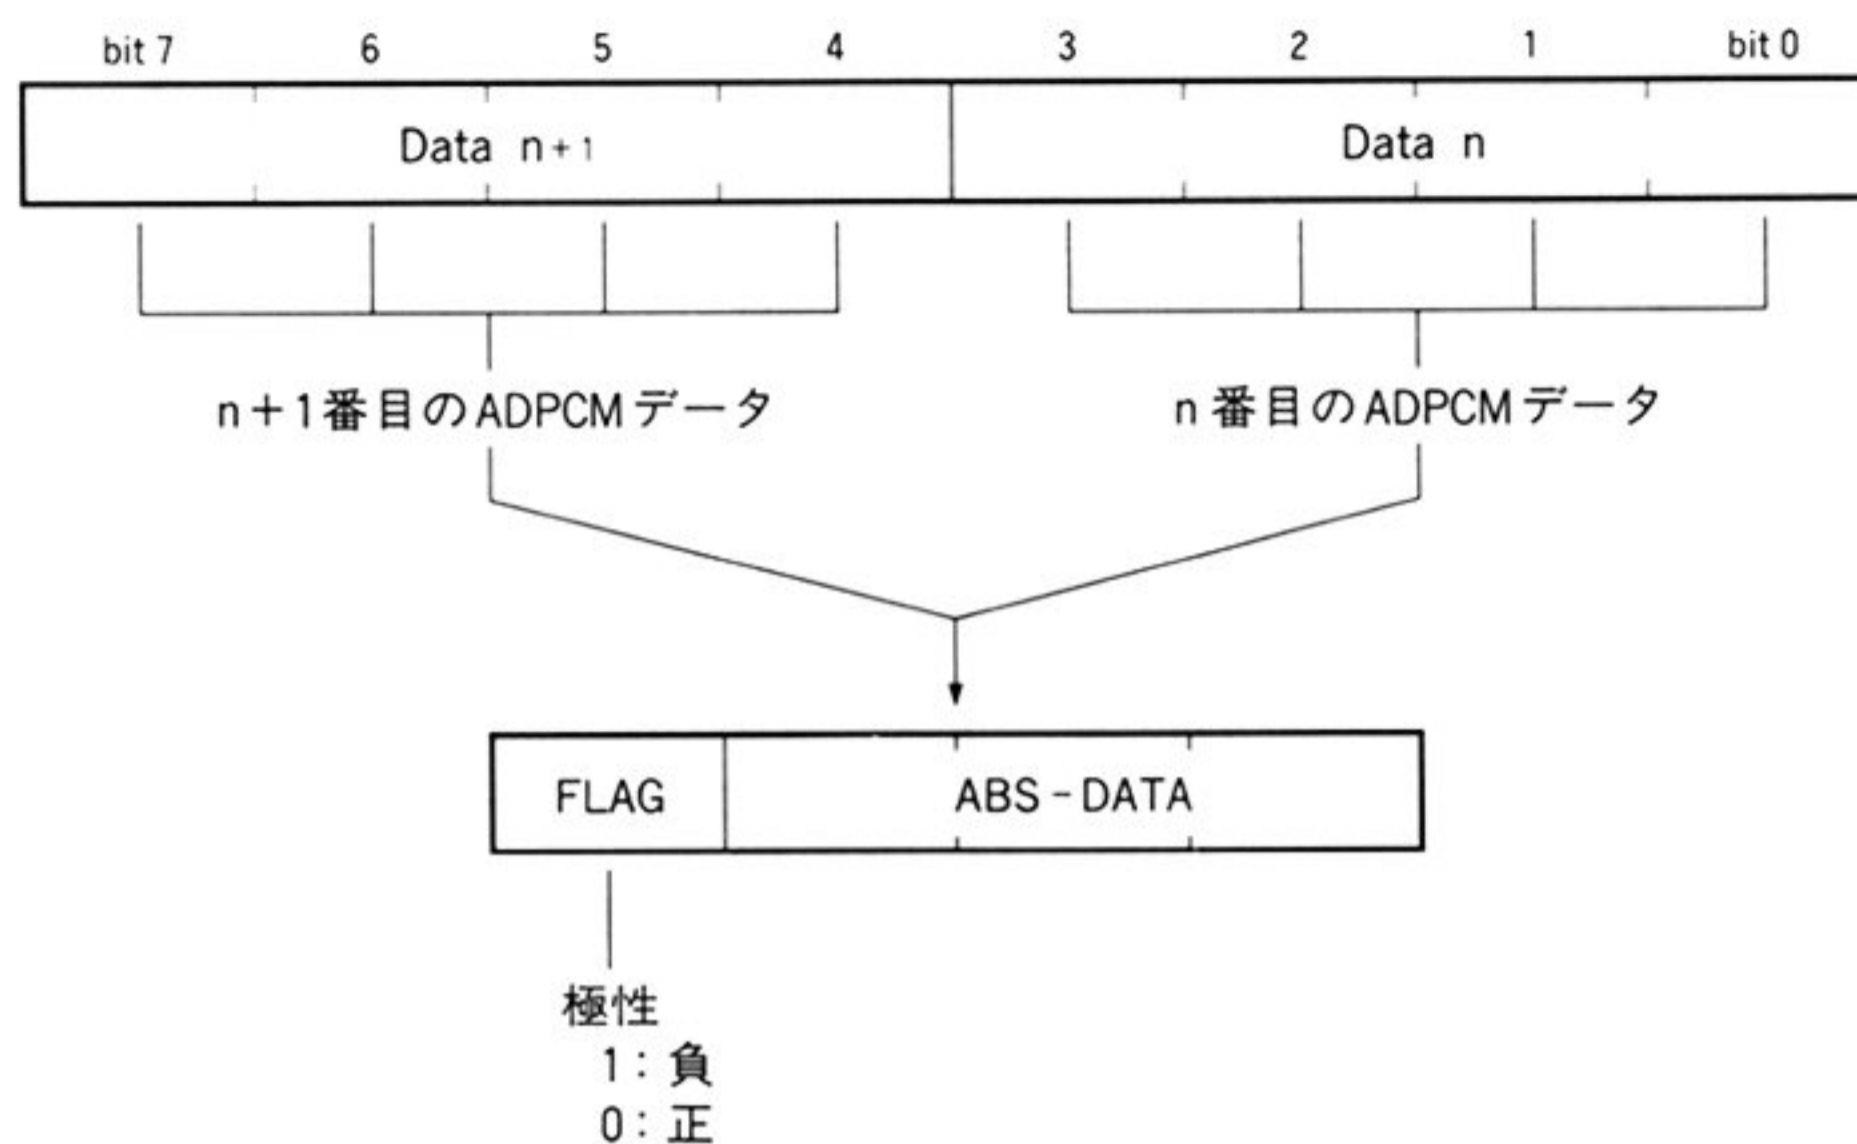 bit 7 6 5 4 3 2 1 bit 0
Data n+1 Data n
n+1番目のADPCMデータ n番目のADPCMデータ
FLAG ABS-DATA
極性
1:負
0:正